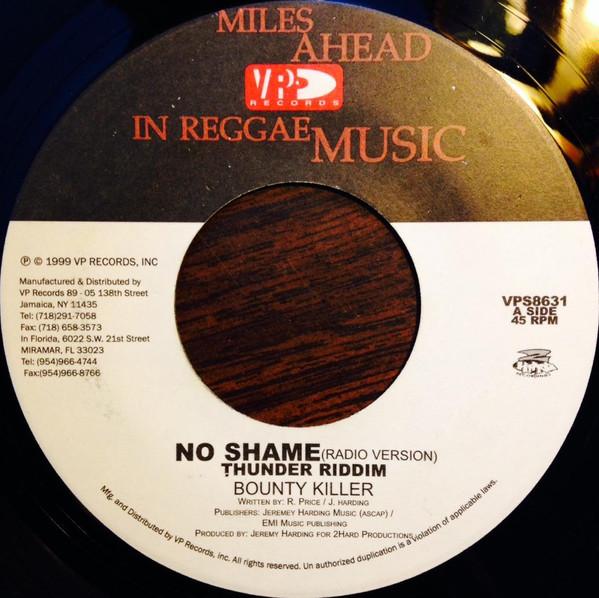 MILES
AHEAD
VP
RECORDS
IN REGGAE MUSIC
℗ © 1999 VP RECORDS, INC
Manufactured & Distributed by
VP Records 89 - 05 138th Street
Jamaica, NY 11435
Tel: (718)291-7058
Fax: (718) 658-3573
In Florida, 6022 S.W. 21st Street
MIRAMAR, FL 33023
Tel: (954)966-4744
Fax:(954)966-8766
VPS8631
A SIDE
45 RPM
NO SHAME(RADIO VERSION)
THUNDER RIDDIM
BOUNTY KILLER
WRITTEN BY: R. PRICE / J. HARDING
PUBLISHERS: JEREMEY HARDING MUSIC (ASCAP) /
EMI MUSIC PUBLISHING
PRODUCED BY: JEREMY HARDING FOR 2HARD PRODUCTIONS
Mfg. and Distributed by VP Records, inc. All rights reserved. Un authorized duplication is a violation of applicable laws.